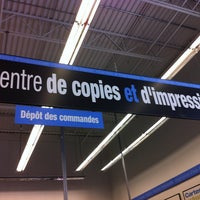 entre de copies et d'impressi
Dépôt des commandes